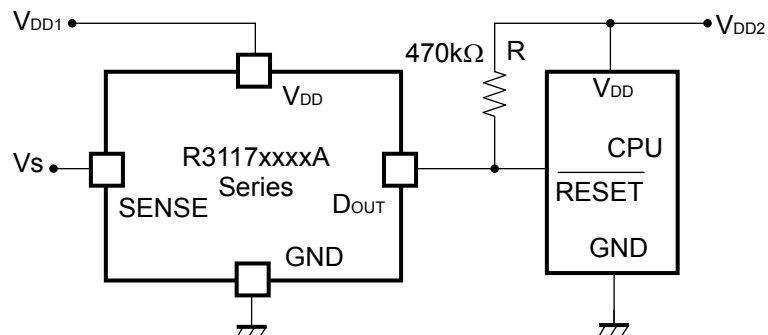 VDD1
VDD2
470kΩ R
VDD
VDD
R3117xxxxA
Series
CPU
Vs
RESET
SENSE
DOUT
GND
GND